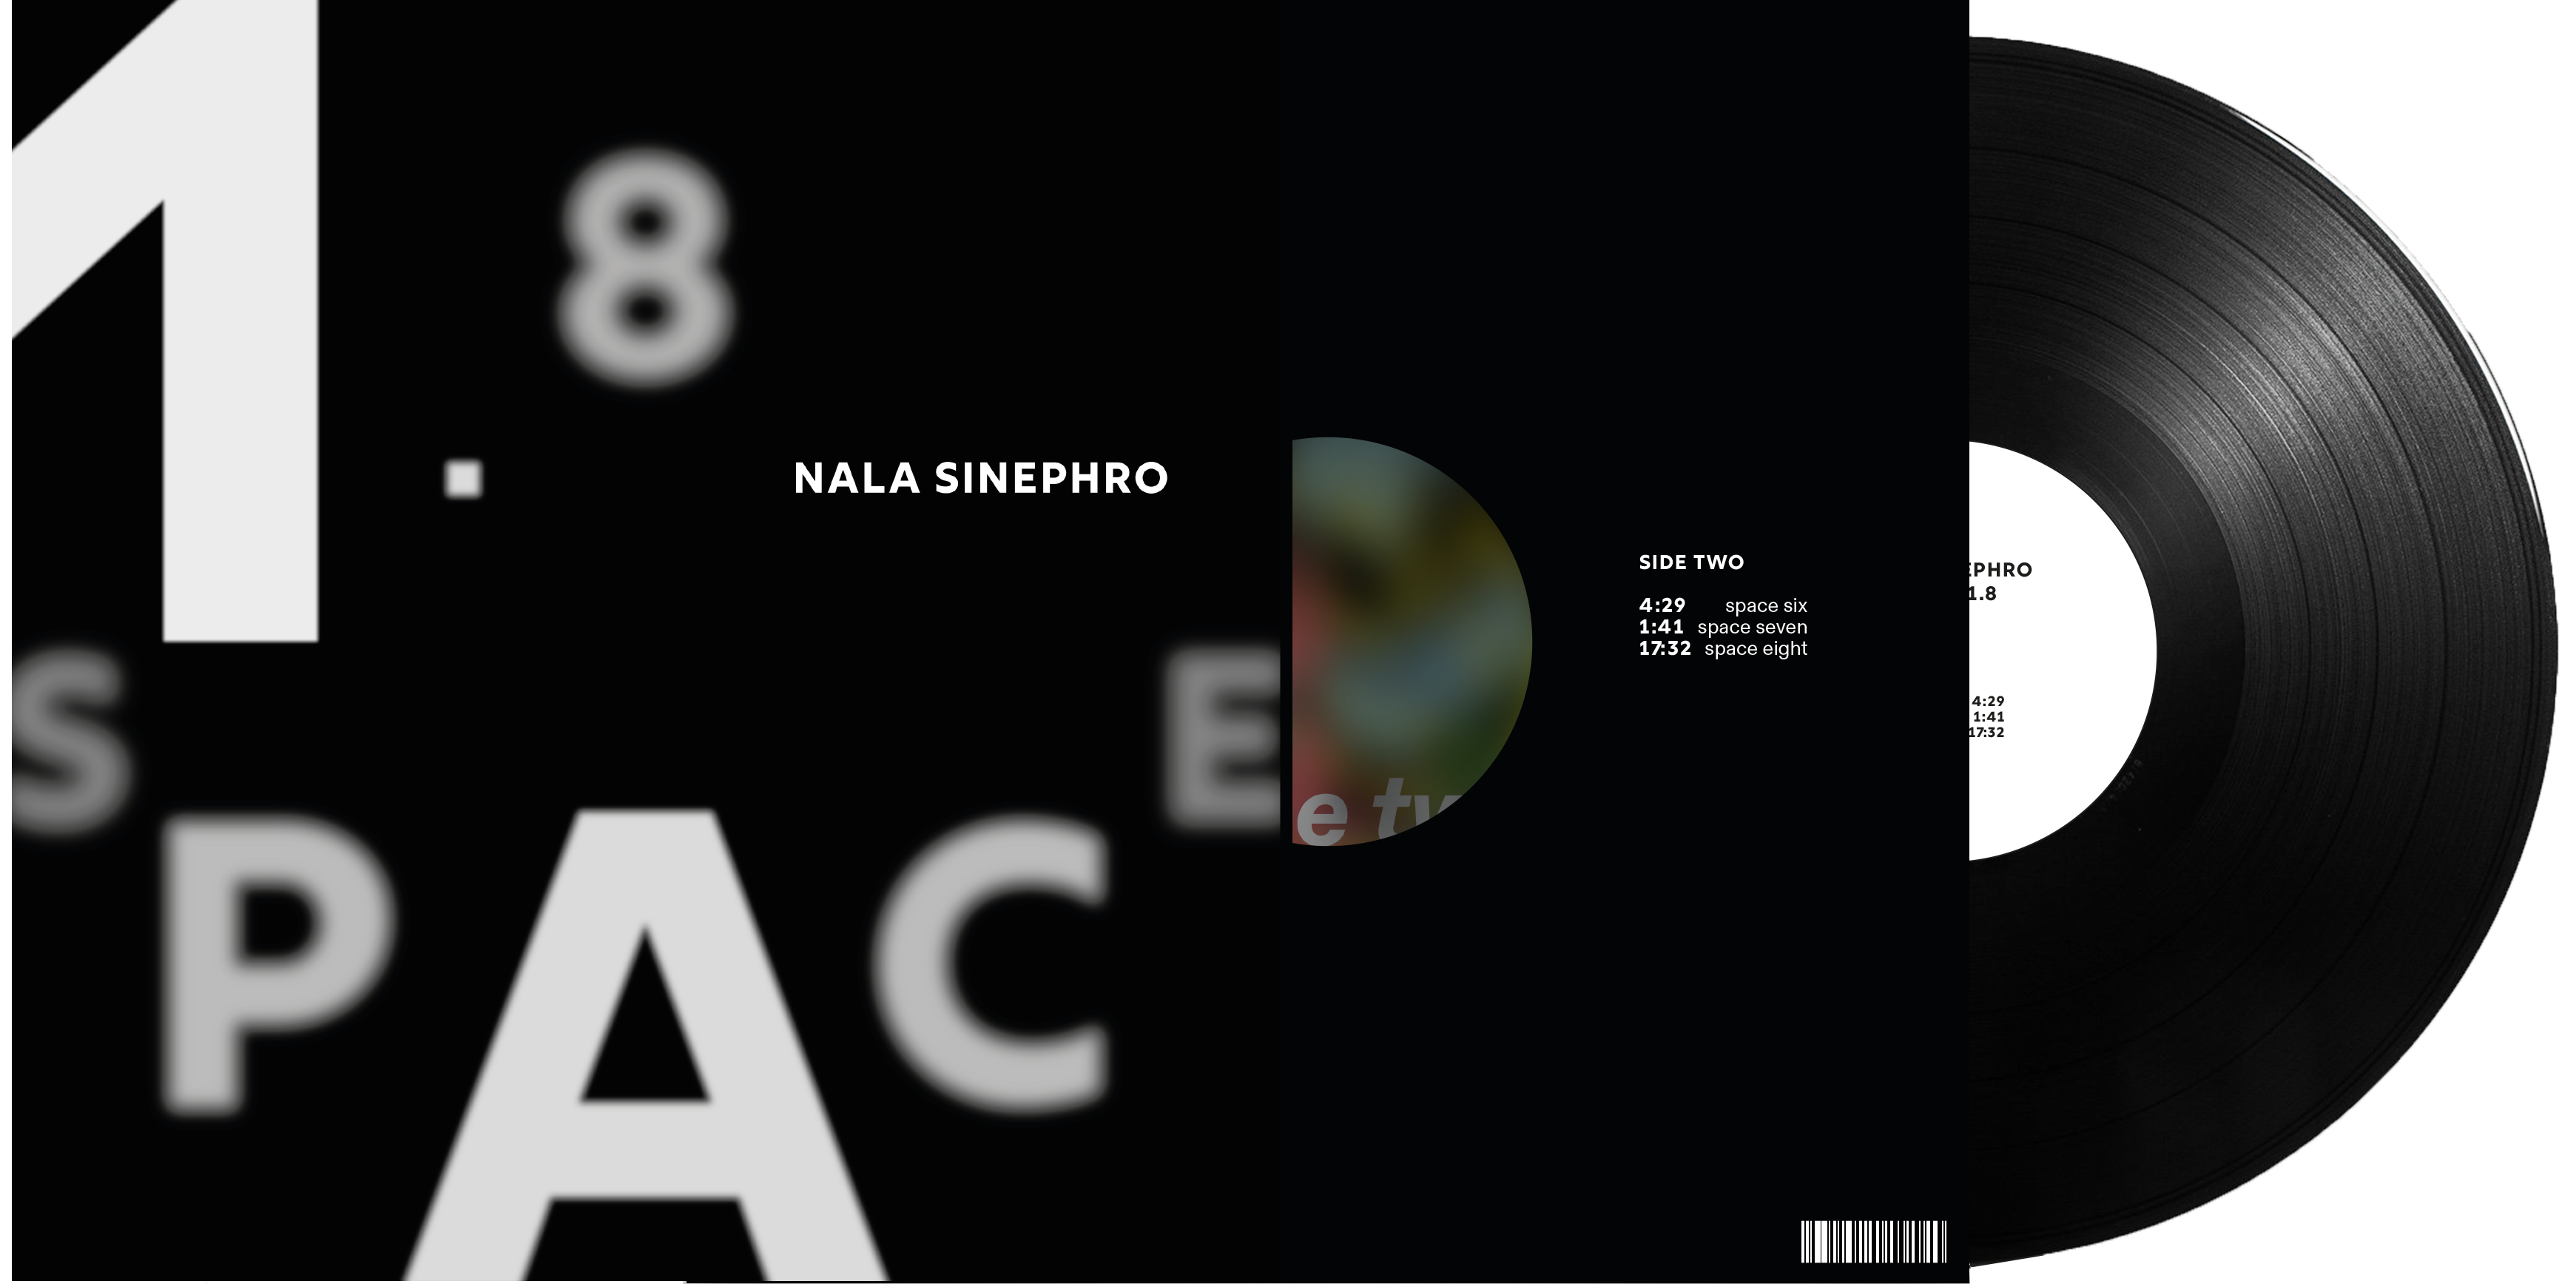 1.8
NALA SINEPHRO
SPACE
e tw
SIDE TWO
4:29 space six
1:41 space seven
17:32 space eight
EPHRO
1.8
4:29
1:41
17:32